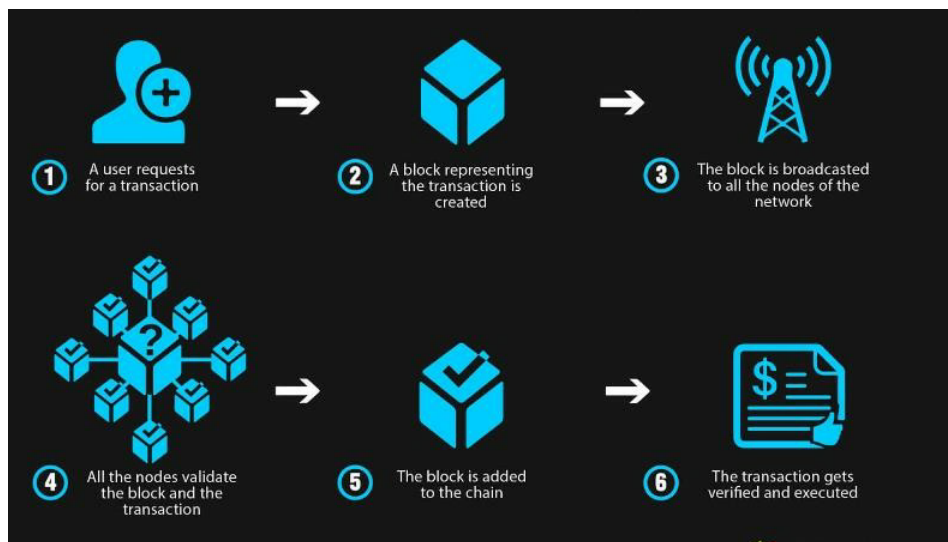 1
A user requests
for a transaction
2
A block representing
the transaction is
created
3
The block is broadcasted
to all the nodes of the
network
?
4
All the nodes validate
the block and the
transaction
5
The block is added
to the chain
$
6
The transaction gets
verified and executed